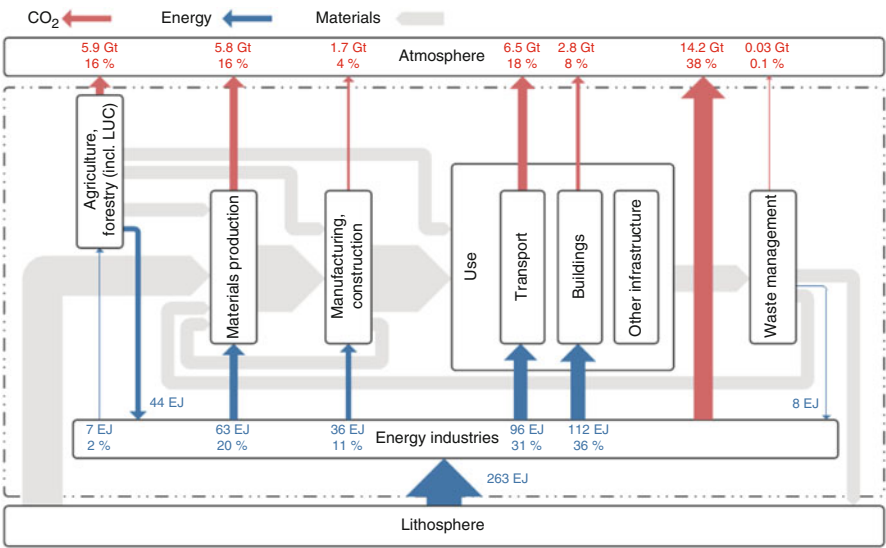 CO2 Energy Materials
Atmosphere
5.9 Gt
16 %
5.8 Gt
16 %
1.7 Gt
4 %
6.5 Gt
18 %
2.8 Gt
8 %
14.2 Gt
38 %
0.03 Gt
0.1 %
Agriculture,
forestry (incl. LUC)
Materials production
Manufacturing,
construction
Use
Transport
Buildings
Other infrastructure
Waste management
44 EJ
8 EJ
7 EJ
2 %
63 EJ
20 %
36 EJ
11 %
Energy industries
96 EJ
31 %
112 EJ
36 %
263 EJ
Lithosphere